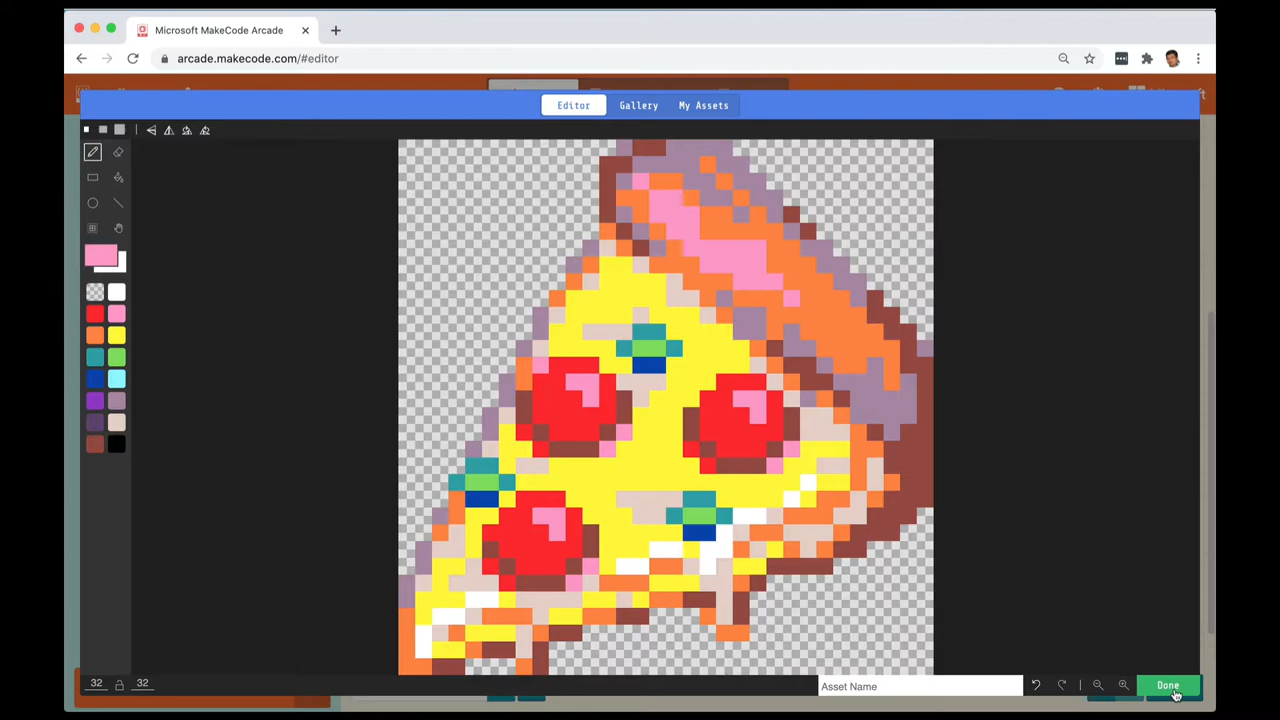 Microsoft MakeCode Arcade
arcade.makecode.com/#editor
Editor Gallery My Assets
32 32 Asset Name Done